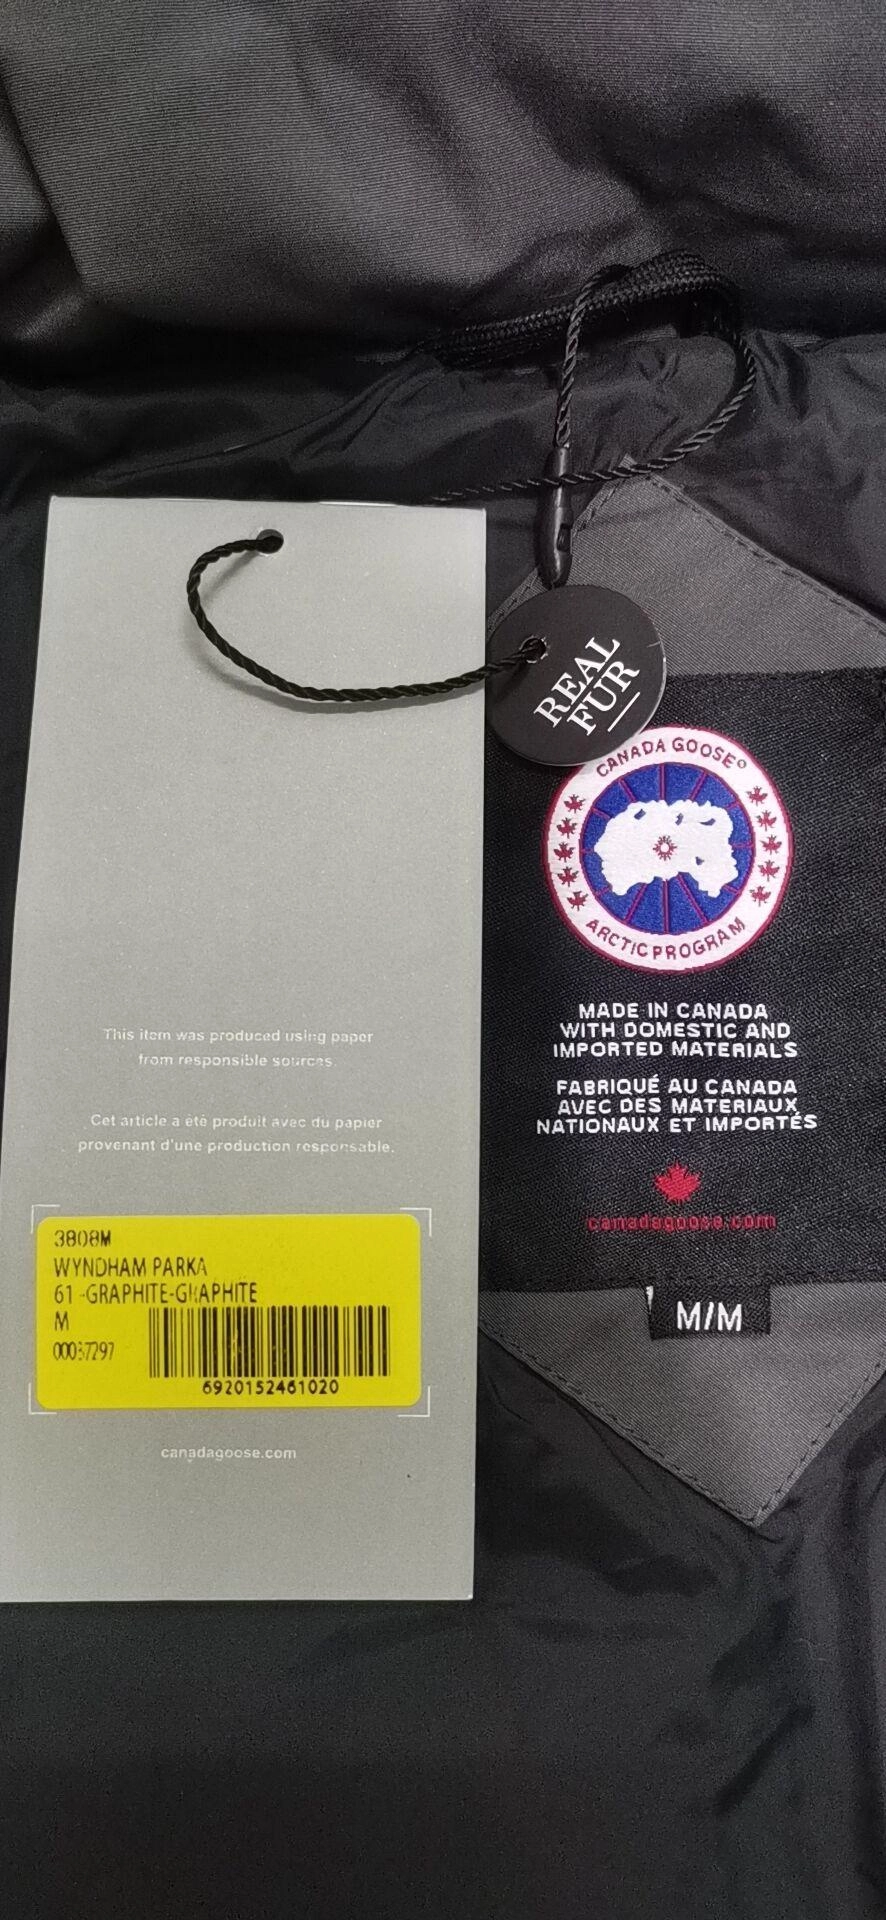 REAL
FUR
CANADA GOOSE®
ARCTIC PROGRAM
MADE IN CANADA
WITH DOMESTIC AND
IMPORTED MATERIALS
FABRIQUÉ AU CANADA
AVEC DES MATERIAUX
NATIONAUX ET IMPORTÉS
canadagoose.com
M/M
This item was produced using paper
from responsible sources.
Cet article a été produit avec du papier
provenant d'une production responsable.
3808M
WYNDHAM PARKA
61 -GRAPHITE-GRAPHITE
M
00037297
6920152461020
canadagoose.com